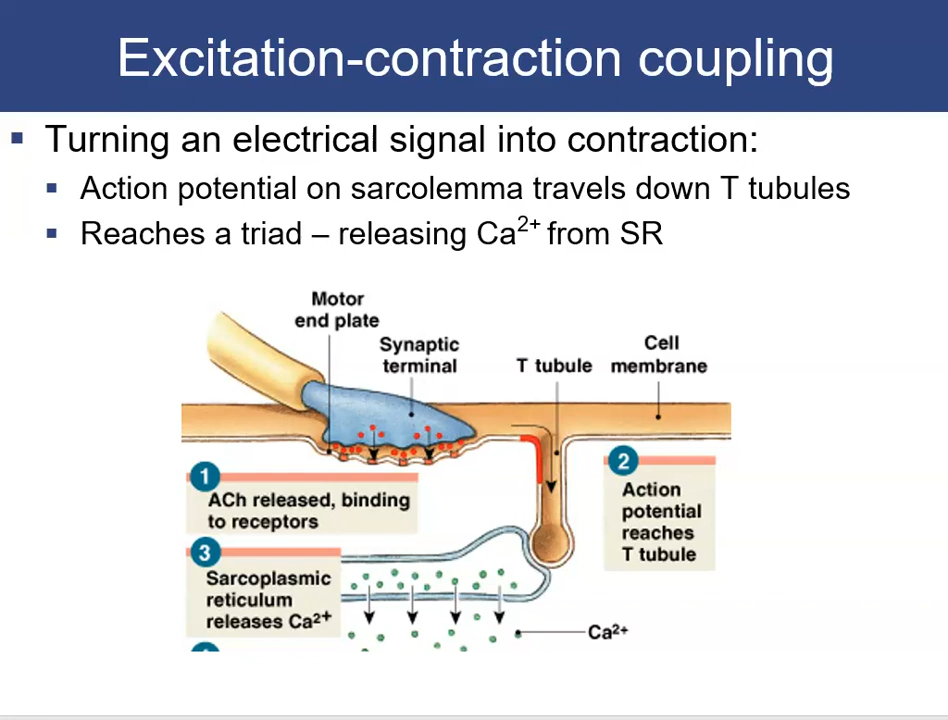 Excitation-contraction coupling
Turning an electrical signal into contraction:
Action potential on sarcolemma travels down T tubules
Reaches a triad – releasing Ca²⁺ from SR
Motor
end plate
Synaptic
terminal
T tubule
Cell
membrane
1
ACh released, binding
to receptors
2
Action
potential
reaches
T tubule
3
Sarcoplasmic
reticulum
releases Ca²⁺
Ca²⁺